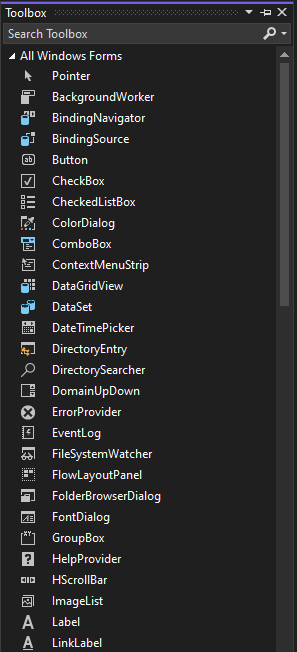 Toolbox
Search Toolbox
All Windows Forms
Pointer
BackgroundWorker
BindingNavigator
BindingSource
Button
CheckBox
CheckedListBox
ColorDialog
ComboBox
ContextMenuStrip
DataGridView
DataSet
DateTimePicker
DirectoryEntry
DirectorySearcher
DomainUpDown
ErrorProvider
EventLog
FileSystemWatcher
FlowLayoutPanel
FolderBrowserDialog
FontDialog
GroupBox
HelpProvider
HScrollBar
ImageList
Label
LinkLabel